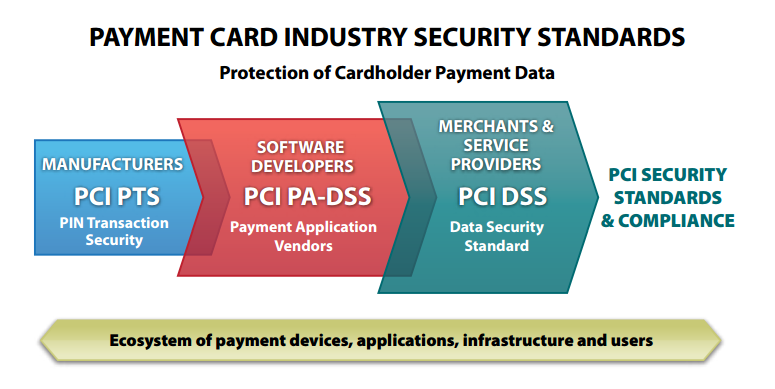 PAYMENT CARD INDUSTRY SECURITY STANDARDS
Protection of Cardholder Payment Data
MANUFACTURERS
PCI PTS
PIN Transaction
Security
SOFTWARE
DEVELOPERS
PCI PA-DSS
Payment Application
Vendors
MERCHANTS &
SERVICE
PROVIDERS
PCI DSS
Data Security
Standard
PCI SECURITY
STANDARDS
& COMPLIANCE
Ecosystem of payment devices, applications, infrastructure and users